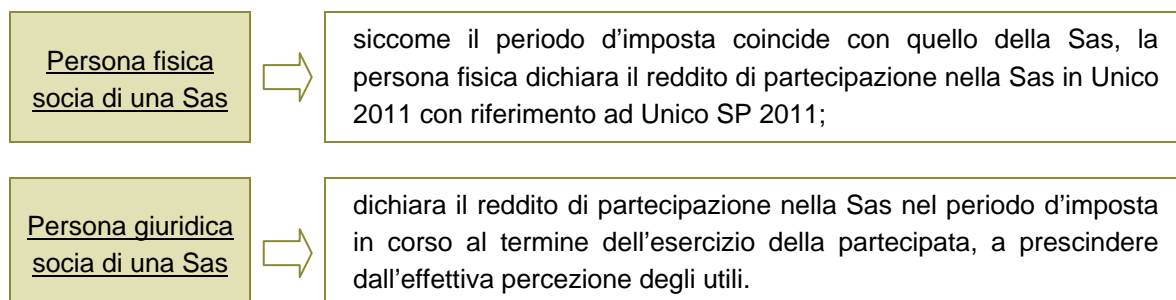 Persona fisica
socia di una Sas
siccome il periodo d’imposta coincide con quello della Sas, la
persona fisica dichiara il reddito di partecipazione nella Sas in Unico
2011 con riferimento ad Unico SP 2011;
Persona giuridica
socia di una Sas
dichiara il reddito di partecipazione nella Sas nel periodo d’imposta
in corso al termine dell’esercizio della partecipata, a prescindere
dall’effettiva percezione degli utili.